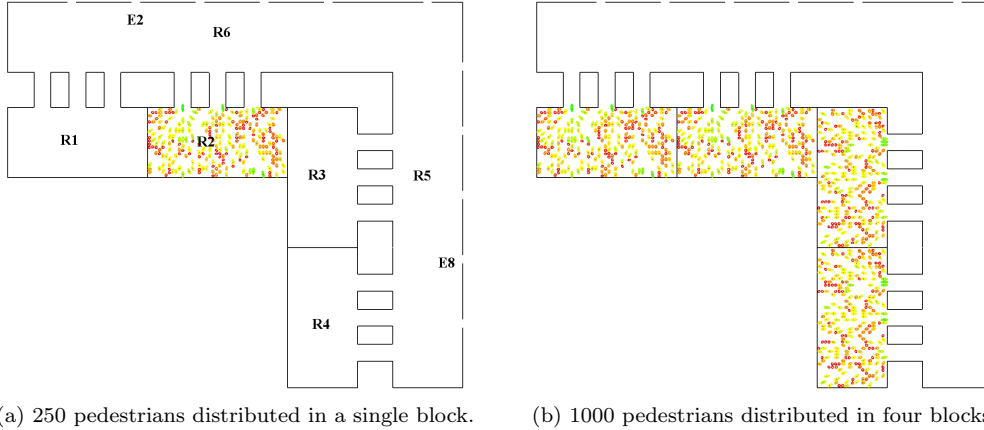 E2
R6
R1
R2
R3
R5
E8
R4
(a) 250 pedestrians distributed in a single block.
(b) 1000 pedestrians distributed in four blocks